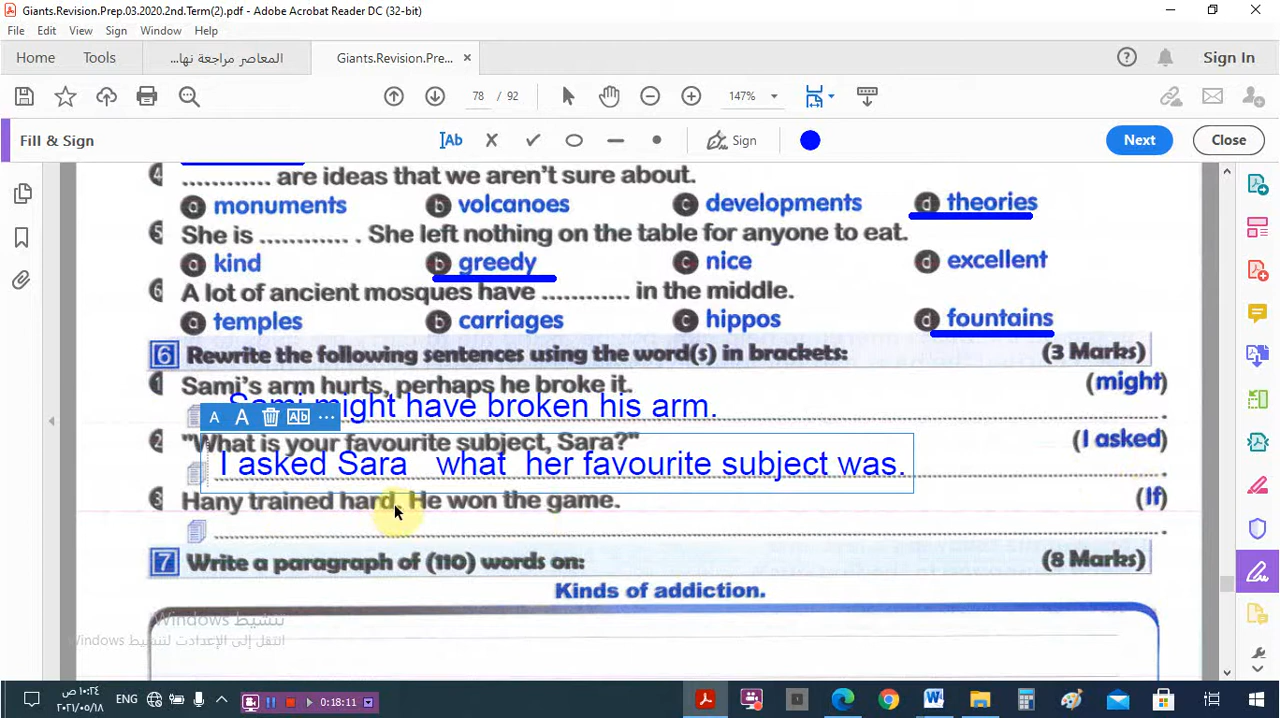 Giants.Revision.Prep.03.2020.2nd.Term(2).pdf - Adobe Acrobat Reader DC (32-bit)
File Edit View Sign Window Help
Home Tools المعاصر مراجعة نها... Giants.Revision.Pre... × Sign In
78 / 92 147%
Fill & Sign Ab Sign Next Close
4 ............ are ideas that we aren't sure about.
a monuments b volcanoes c developments d theories
5 She is ............ . She left nothing on the table for anyone to eat.
a kind b greedy c nice d excellent
6 A lot of ancient mosques have ............ in the middle.
a temples b carriages c hippos d fountains
6 Rewrite the following sentences using the word(s) in brackets: (3 Marks)
1 Sami's arm hurts, perhaps he broke it. (might)
Sami might have broken his arm.
A A Ab ...
2 "What is your favourite subject, Sara?" (I asked)
I asked Sara what her favourite subject was.
3 Hany trained hard. He won the game. (If)
7 Write a paragraph of (110) words on: (8 Marks)
Kinds of addiction.
تنشيط Windows
انتقل إلى الإعدادات لتنشيط Windows
١٠:٢٤ ص
٢٠٢١/٠٥/١٨
ENG 0:18:11